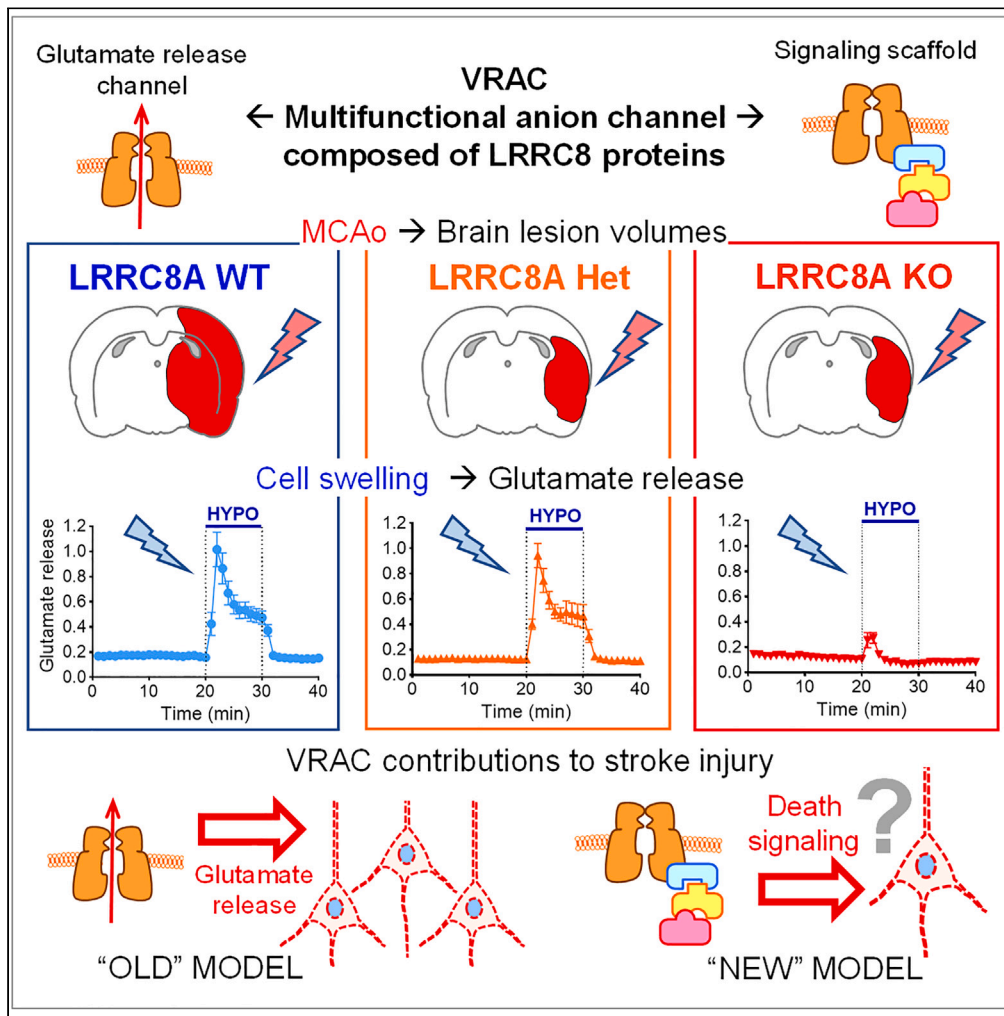 Glutamate release
channel
VRAC
← Multifunctional anion channel →
composed of LRRC8 proteins
Signaling scaffold
MCAo → Brain lesion volumes
LRRC8A WT
LRRC8A Het
LRRC8A KO
Cell swelling → Glutamate release
Glutamate release
1.2
1.0
0.8
0.6
0.4
0.2
0.0
HYPO
0 10 20 30 40
Time (min)
1.2
1.0
0.8
0.6
0.4
0.2
0.0
HYPO
0 10 20 30 40
Time (min)
1.2
1.0
0.8
0.6
0.4
0.2
0.0
HYPO
0 10 20 30 40
Time (min)
VRAC contributions to stroke injury
Glutamate
release
"OLD" MODEL
Death
signaling
?
"NEW" MODEL